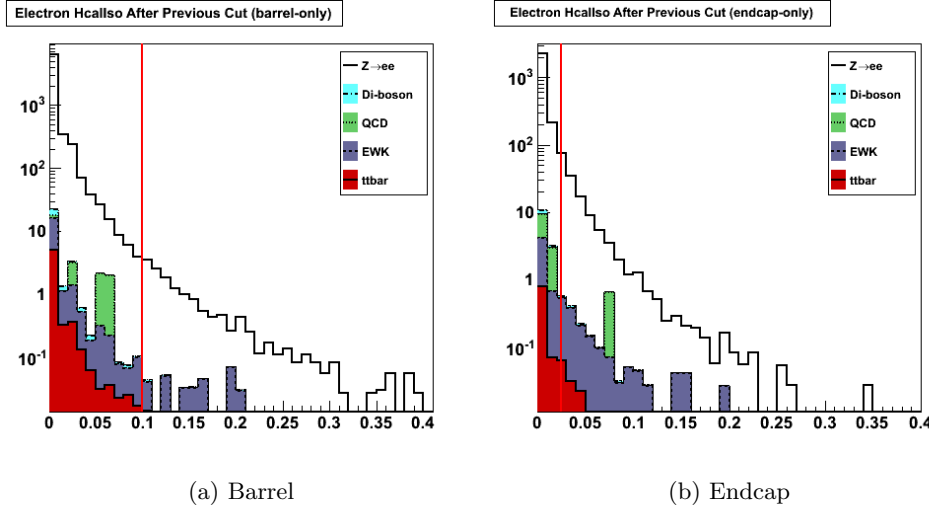 Electron HcalIso After Previous Cut (barrel-only)
10³
10²
10
1
10⁻¹
0 0.05 0.1 0.15 0.2 0.25 0.3 0.35 0.4
Z→ee
Di-boson
QCD
EWK
ttbar
(a) Barrel
Electron HcalIso After Previous Cut (endcap-only)
10³
10²
10
1
10⁻¹
0 0.05 0.1 0.15 0.2 0.25 0.3 0.35 0.4
Z→ee
Di-boson
QCD
EWK
ttbar
(b) Endcap